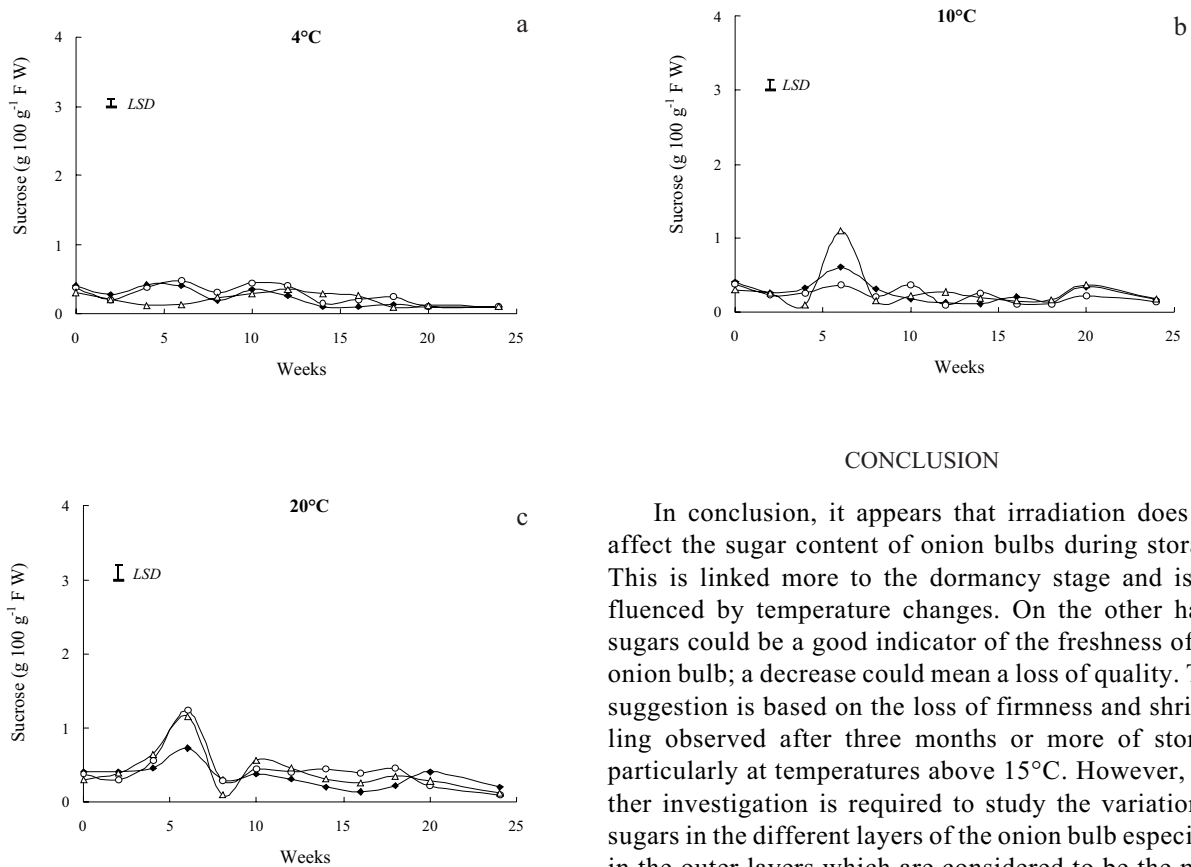 4°C
a
Sucrose (g 100 g⁻¹ F W)
4
3
2
1
0
LSD
0 5 10 15 20 25
Weeks
10°C
b
Sucrose (g 100 g⁻¹ F W)
4
3
2
1
0
LSD
0 5 10 15 20 25
Weeks
20°C
c
Sucrose (g 100 g⁻¹ F W)
4
3
2
1
0
LSD
0 5 10 15 20 25
Weeks
CONCLUSION
In conclusion, it appears that irradiation does
affect the sugar content of onion bulbs during stora
This is linked more to the dormancy stage and is
fluenced by temperature changes. On the other ha
sugars could be a good indicator of the freshness of
onion bulb; a decrease could mean a loss of quality. T
suggestion is based on the loss of firmness and shri
ling observed after three months or more of stor
particularly at temperatures above 15°C. However,
ther investigation is required to study the variation
sugars in the different layers of the onion bulb especi
in the outer layers which are considered to be the